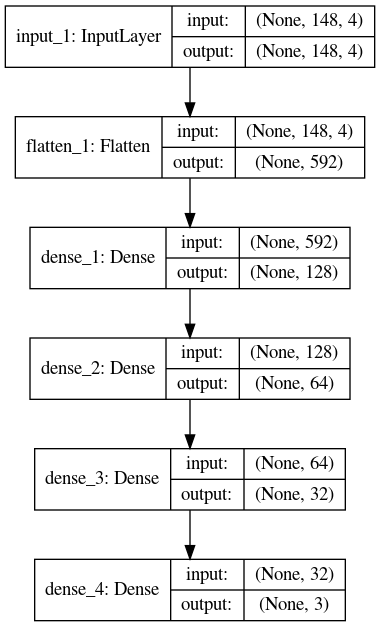 input_1: InputLayer
input: (None, 148, 4)
output: (None, 148, 4)
flatten_1: Flatten
input: (None, 148, 4)
output: (None, 592)
dense_1: Dense
input: (None, 592)
output: (None, 128)
dense_2: Dense
input: (None, 128)
output: (None, 64)
dense_3: Dense
input: (None, 64)
output: (None, 32)
dense_4: Dense
input: (None, 32)
output: (None, 3)